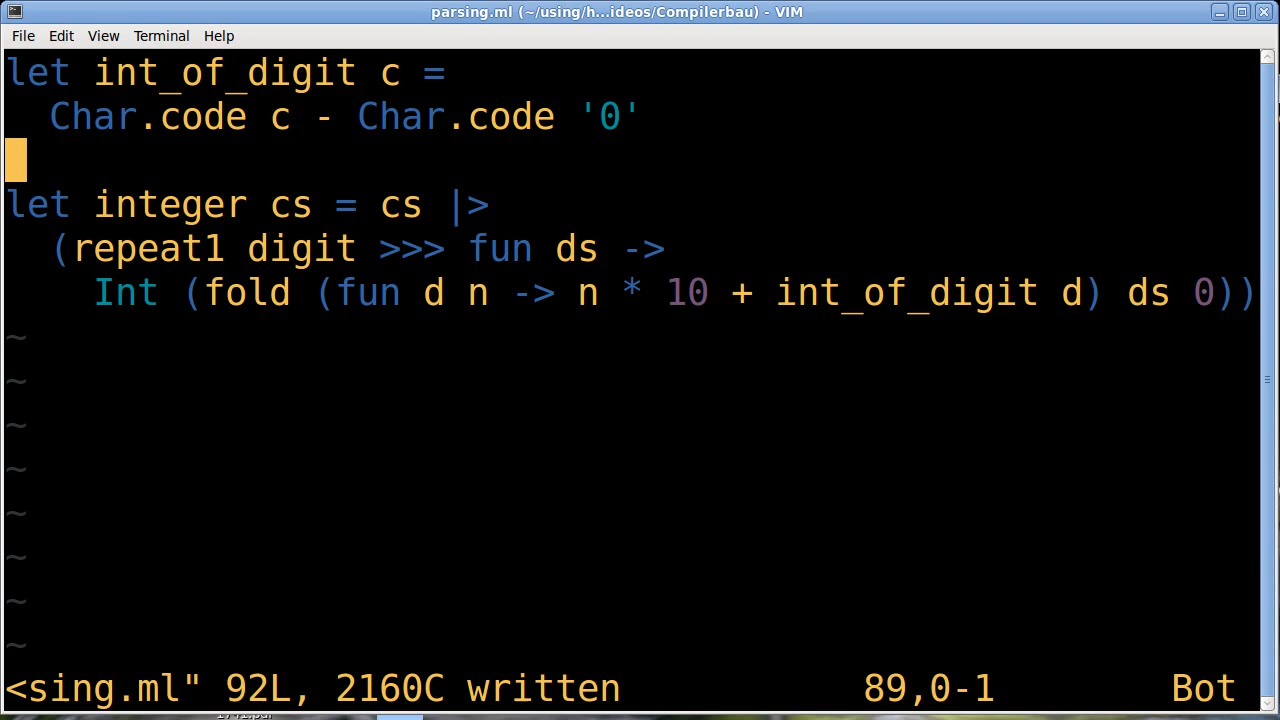 parsing.ml (~/using/h...ideos/Compilerbau) - VIM
File Edit View Terminal Help
let int_of_digit c =
  Char.code c - Char.code '0'

let integer cs = cs |>
  (repeat1 digit >>> fun ds ->
    Int (fold (fun d n -> n * 10 + int_of_digit d) ds 0))
~
~
~
~
~
~
~
~
<sing.ml" 92L, 2160C written 89,0-1 Bot